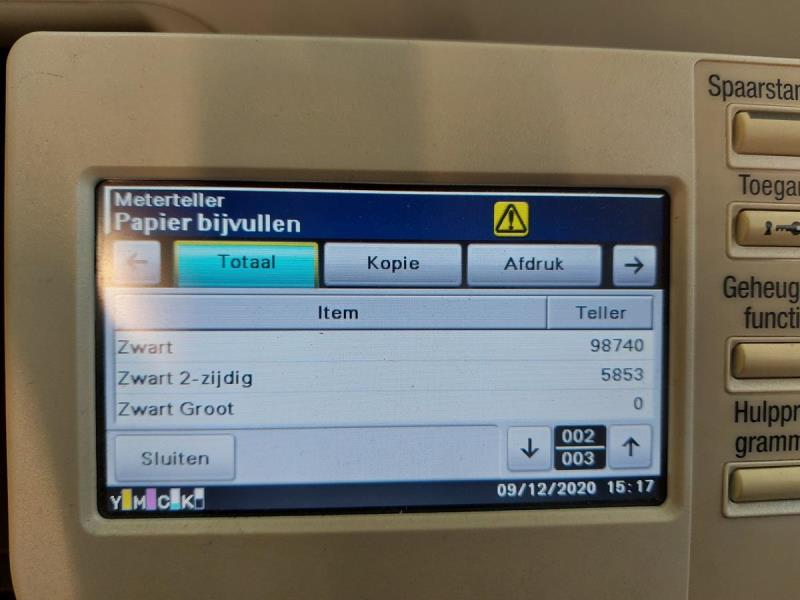 Meterteller
Papier bijvullen
Totaal Kopie Afdruk
Item Teller
Zwart 98740
Zwart 2-zijdig 5853
Zwart Groot 0
Sluiten
002
003
Y M C K
09/12/2020 15:17
Spaarstan
Toegan
Geheug
functi
Hulppr
gramm